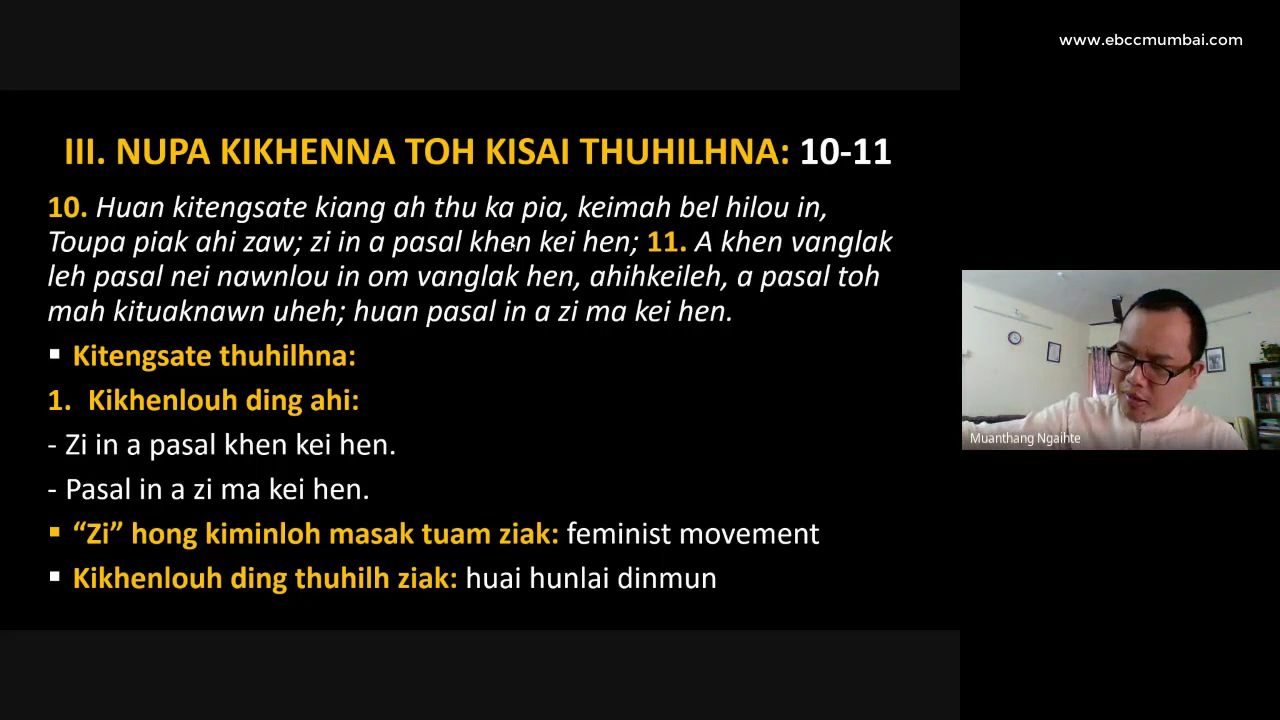 www.ebccmumbai.com
III. NUPA KIKHENNA TOH KISAI THUHILHNA: 10-11
10. Huan kitengsate kiang ah thu ka pia, keimah bel hilou in,
Toupa piak ahi zaw; zi in a pasal khen kei hen; 11. A khen vanglak
leh pasal nei nawnlou in om vanglak hen, ahihkeileh, a pasal toh
mah kituaknawn uheh; huan pasal in a zi ma kei hen.
▪ Kitengsate thuhilhna:
1. Kikhenlouh ding ahi:
- Zi in a pasal khen kei hen.
- Pasal in a zi ma kei hen.
▪ “Zi” hong kiminloh masak tuam ziak: feminist movement
▪ Kikhenlouh ding thuhilh ziak: huai hunlai dinmun
Muanthang Ngaihte